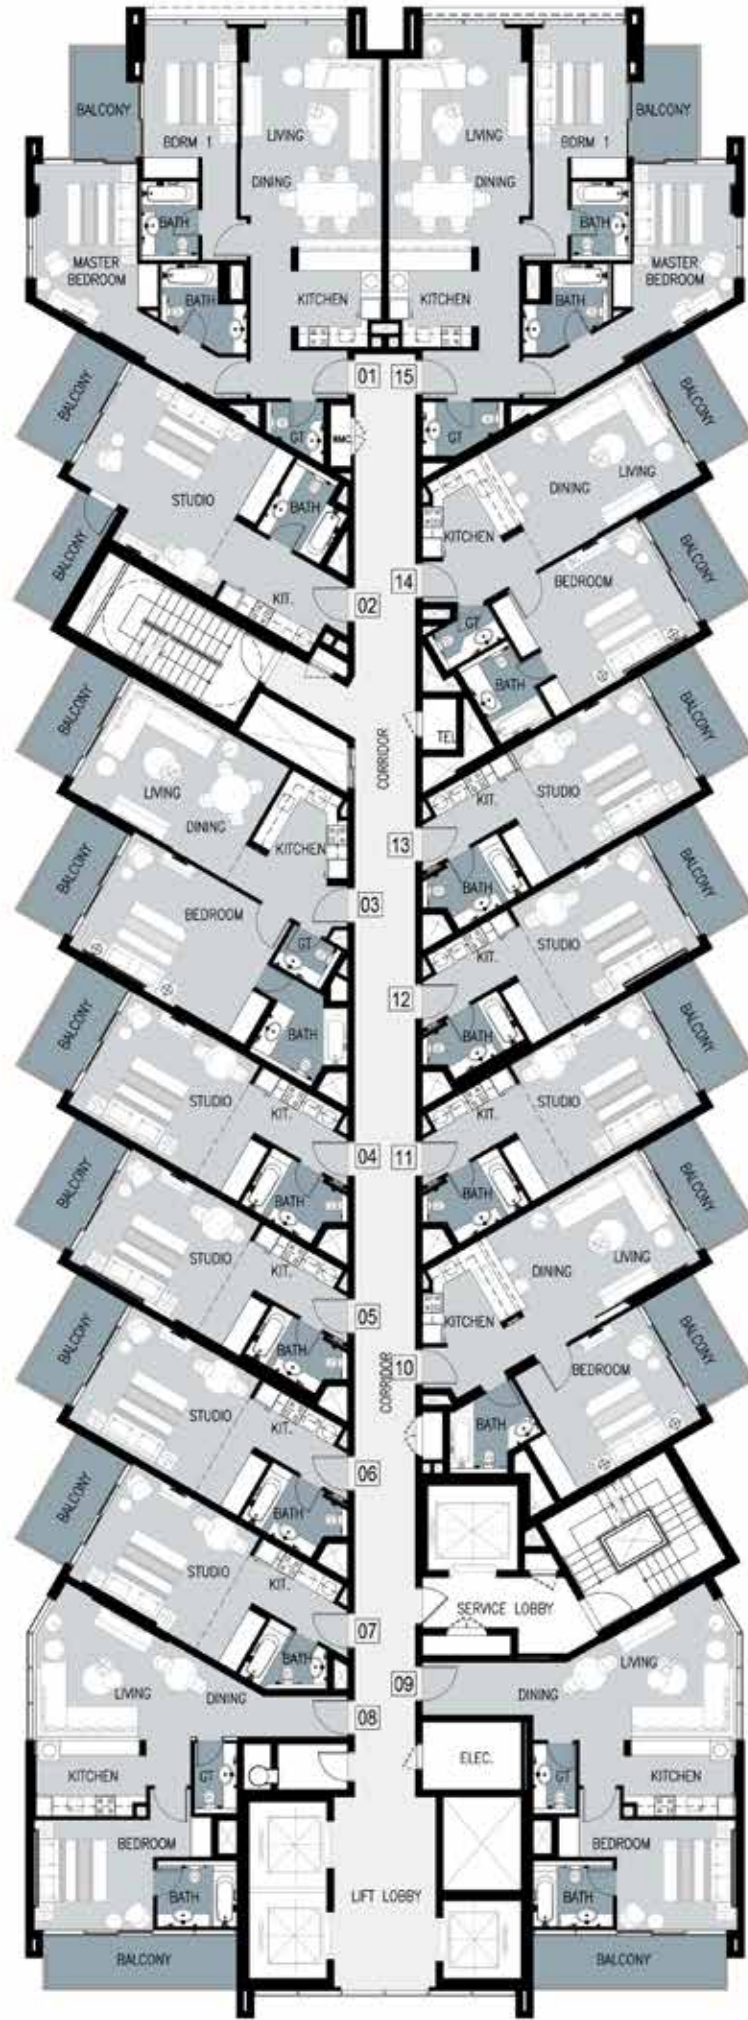 BALCONY
BDRM 1
LIVING
DINING
LIVING
DINING
BDRM 1
BALCONY
MASTER
BEDROOM
BATH
BATH
KITCHEN
KITCHEN
BATH
BATH
MASTER
BEDROOM
01
15
BALCONY
GT
GT
BALCONY
STUDIO
BATH
KITCHEN
DINING
LIVING
BALCONY
KIT.
02
14
BEDROOM
BALCONY
GT
BATH
BALCONY
LIVING
DINING
KITCHEN
CORRIDOR
TEL
KIT.
STUDIO
BALCONY
13
BATH
BALCONY
BEDROOM
03
GT
BATH
KIT.
STUDIO
BALCONY
12
BATH
BALCONY
STUDIO
KIT.
04
BATH
11
KIT.
STUDIO
BALCONY
BATH
BALCONY
STUDIO
KIT.
05
BATH
KITCHEN
DINING
LIVING
BALCONY
10
CORRIDOR
BEDROOM
BALCONY
BATH
BALCONY
STUDIO
KIT.
06
BATH
BALCONY
STUDIO
KIT.
07
BATH
SERVICE LOBBY
LIVING
DINING
08
09
DINING
LIVING
KITCHEN
GT
ELEC.
GT
KITCHEN
BEDROOM
BATH
LIFT LOBBY
BEDROOM
BATH
BALCONY
BALCONY